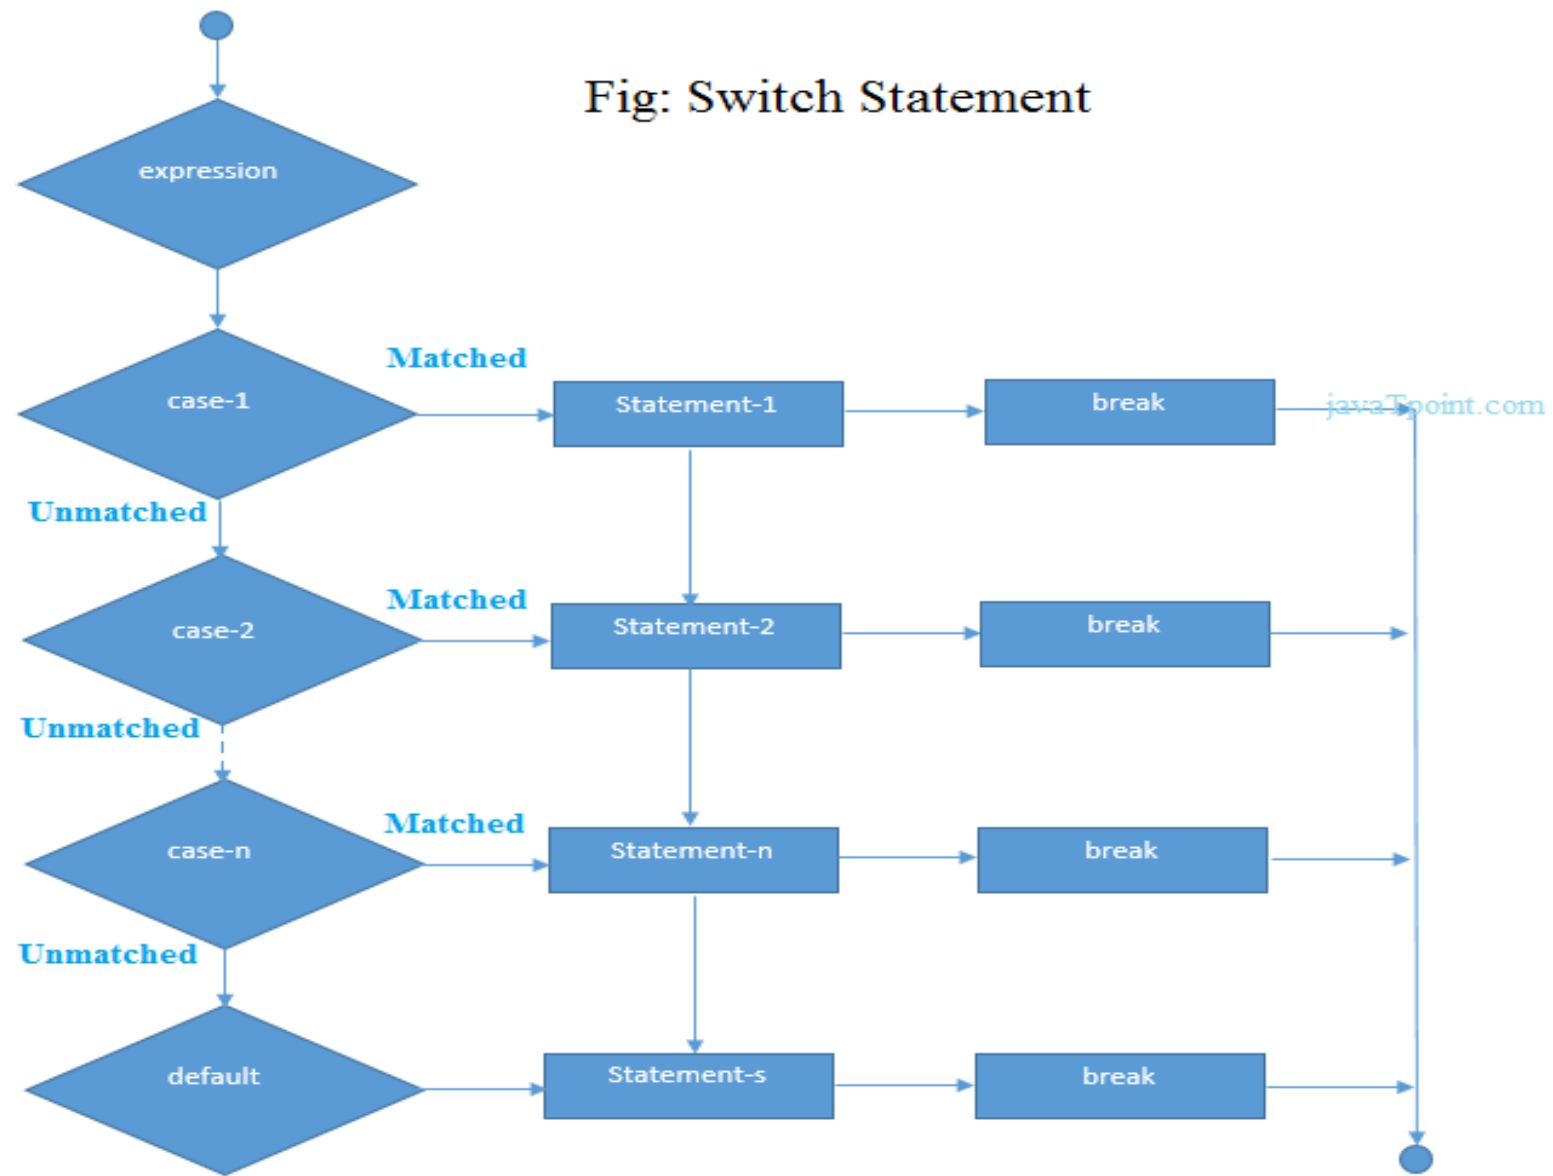 Fig: Switch Statement
expression
case-1
Matched
Statement-1
break
javaTpoint.com
Unmatched
case-2
Matched
Statement-2
break
Unmatched
case-n
Matched
Statement-n
break
Unmatched
default
Statement-s
break